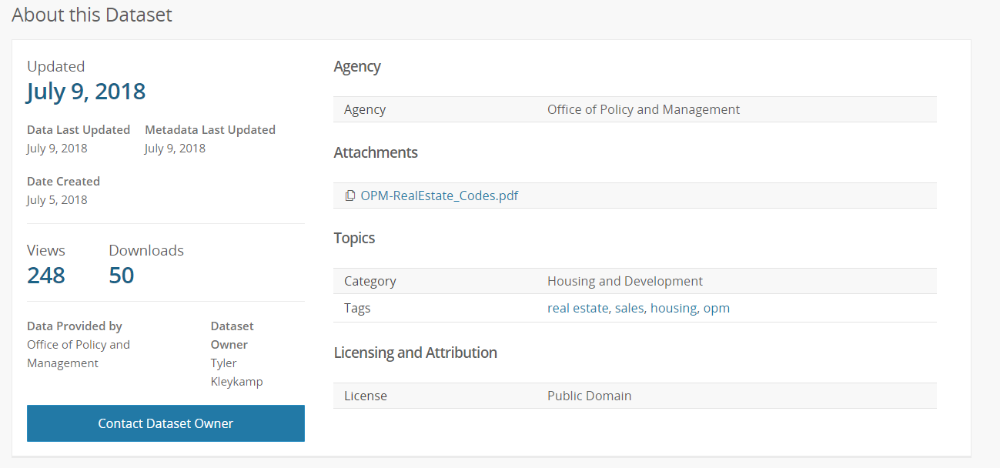 About this Dataset
Updated
July 9, 2018
Data Last Updated Metadata Last Updated
July 9, 2018 July 9, 2018
Date Created
July 5, 2018
Views Downloads
248 50
Data Provided by
Office of Policy and
Management
Dataset
Owner
Tyler
Kleykamp
Contact Dataset Owner
Agency
Agency Office of Policy and Management
Attachments
OPM-RealEstate_Codes.pdf
Topics
Category Housing and Development
Tags real estate, sales, housing, opm
Licensing and Attribution
License Public Domain